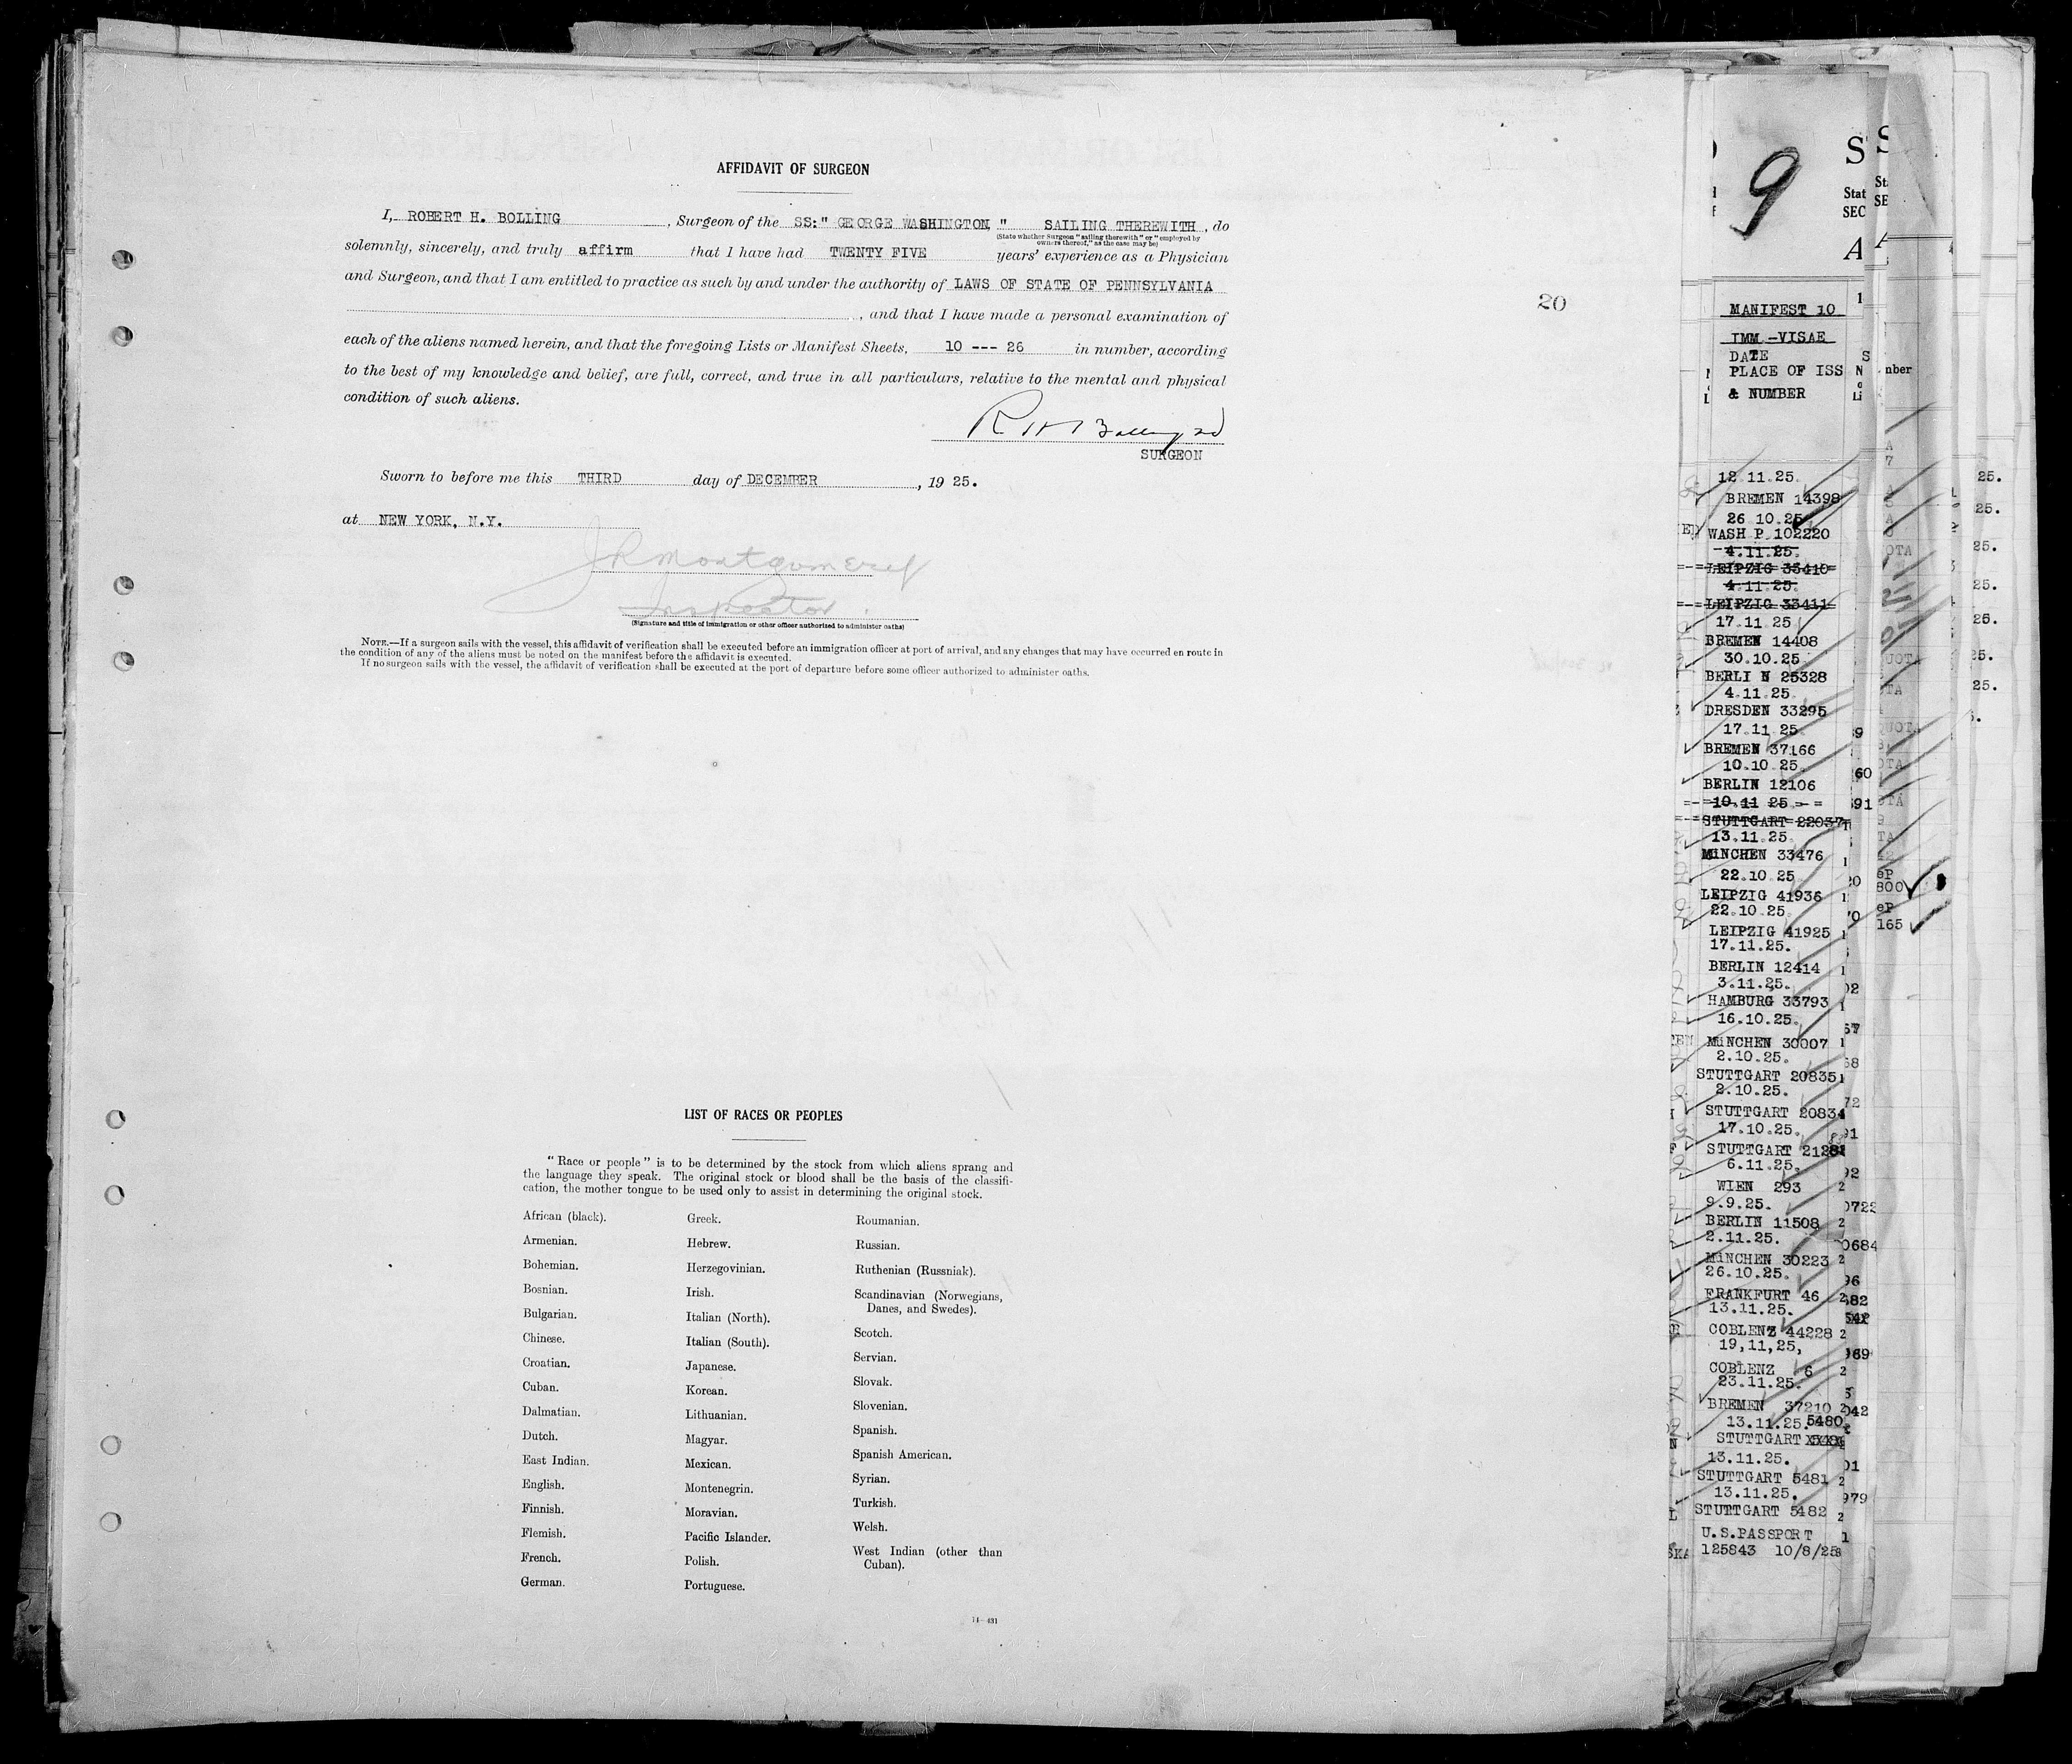 AFFIDAVIT OF SURGEON
I, ROBERT H. BOLLING, Surgeon of the SS:" GEORGE WASHINGTON, " SAILING THEREWITH, do
(State whether Surgeon "sailing therewith" or "employed by
owners thereof," as the case may be)
solemnly, sincerely, and truly affirm that I have had TWENTY FIVE years' experience as a Physician
and Surgeon, and that I am entitled to practice as such by and under the authority of LAWS OF STATE OF PENNSYLVANIA
, and that I have made a personal examination of
each of the aliens named herein, and that the foregoing Lists or Manifest Sheets, 10 --- 26 in number, according
to the best of my knowledge and belief, are full, correct, and true in all particulars, relative to the mental and physical
condition of such aliens.
R H Bolling
SURGEON
Sworn to before me this THIRD day of DECEMBER, 19 25.
at NEW YORK, N.Y.
J R Montgomery
Inspector.
(Signature and title of immigration or other officer authorized to administer oaths)
NOTE.—If a surgeon sails with the vessel, this affidavit of verification shall be executed before an immigration officer at port of arrival, and any changes that may have occurred en route in
the condition of any of the aliens must be noted on the manifest before the affidavit is executed.
If no surgeon sails with the vessel, the affidavit of verification shall be executed at the port of departure before some officer authorized to administer oaths.
20
LIST OF RACES OR PEOPLES
"Race or people" is to be determined by the stock from which aliens sprang and
the language they speak. The original stock or blood shall be the basis of the classifi-
cation, the mother tongue to be used only to assist in determining the original stock.
African (black).
Armenian.
Bohemian.
Bosnian.
Bulgarian.
Chinese.
Croatian.
Cuban.
Dalmatian.
Dutch.
East Indian.
English.
Finnish.
Flemish.
French.
German.
Greek.
Hebrew.
Herzegovinian.
Irish.
Italian (North).
Italian (South).
Japanese.
Korean.
Lithuanian.
Magyar.
Mexican.
Montenegrin.
Moravian.
Pacific Islander.
Polish.
Portuguese.
Roumanian.
Russian.
Ruthenian (Russniak).
Scandinavian (Norwegians,
Danes, and Swedes).
Scotch.
Servian.
Slovak.
Slovenian.
Spanish.
Spanish American.
Syrian.
Turkish.
Welsh.
West Indian (other than
Cuban).
14—431
9
MANIFEST 10
IMM -VISAE
DATE
PLACE OF ISS
& NUMBER
12.11.25.
BREMEN 14398
26 10.25.
WASH P.102220
4.11.25.
LEIPZIG 33410
4.11.25.
LEIPZIG 33411
17.11 25
BREMEN 14408
30.10.25.
BERLI N 25328
4.11.25.
DRESDEN 33295
17.11 25.
BREMEN 37166
10.10 25.
BERLIN 12106
10.11 25
STUTTGART 22037
13.11.25.
MüNCHEN 33476
22.10 25
LEIPZIG 41936
22.10 25.
LEIPZIG 41925
17.11.25.
BERLIN 12414
3.11.25.
HAMBURG 33793
16.10.25.
MüNCHEN 30007
2.10.25.
STUTTGART 20835
2.10.25.
STUTTGART 20834
17.10.25.
STUTTGART 2128
6.11.25.
WIEN 293
9.9.25.
BERLIN 11508
2.11.25.
MüNCHEN 30223
26.10.25.
FRANKFURT 46
13.11.25.
COBLENZ 44228
19,11,25,
COBLENZ 6
23.11.25.
BREMEN 37210
13.11.25. 5480
STUTTGART
13.11.25.
STUTTGART 5481
13.11.25.
STUTTGART 5482
U.S.PASSPORT
125843 10/8/25